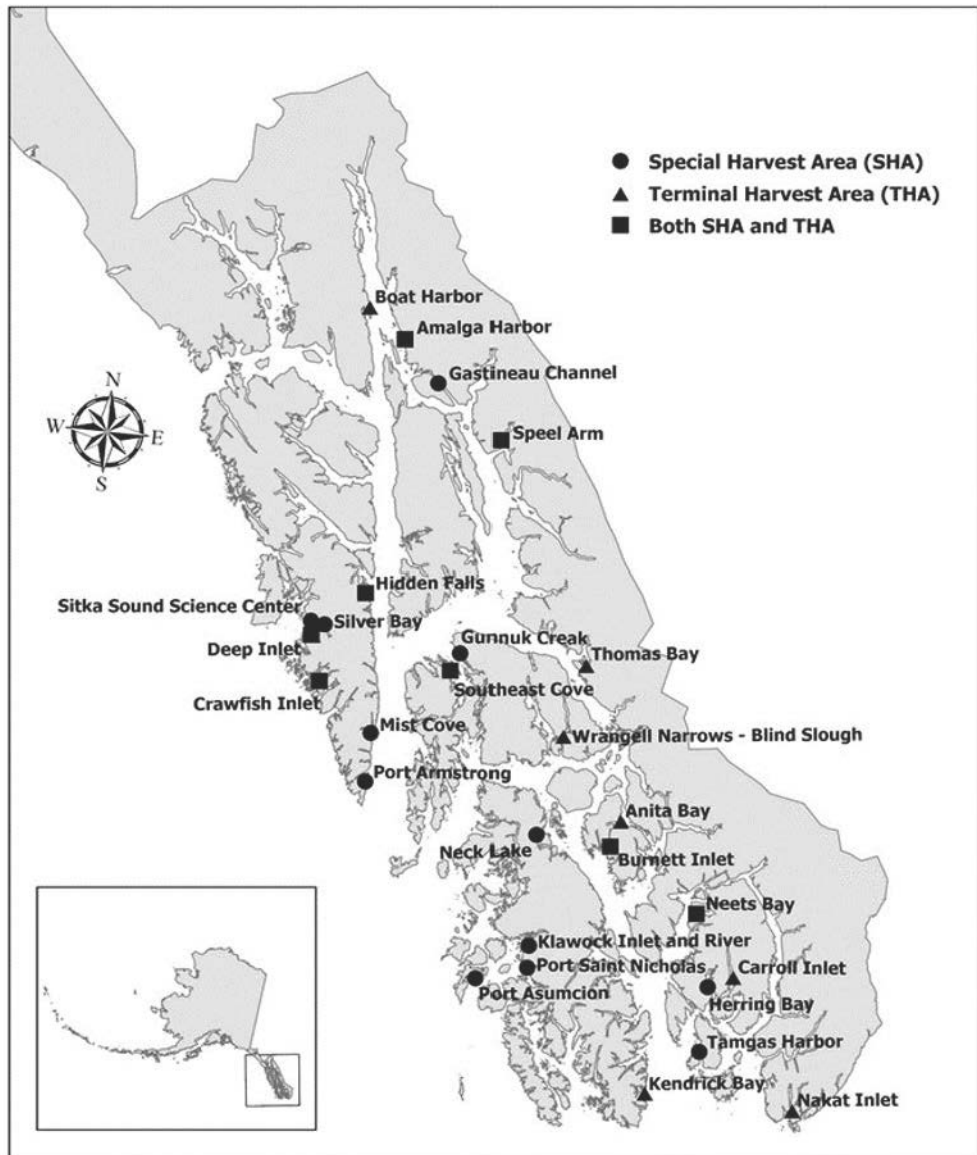 Special Harvest Area (SHA)
Terminal Harvest Area (THA)
Both SHA and THA
Boat Harbor
Amalga Harbor
Gastineau Channel
N
W
E
S
Speel Arm
Hidden Falls
Sitka Sound Science Center
Silver Bay
Deep Inlet
Gunnuk Creak
Thomas Bay
Southeast Cove
Crawfish Inlet
Mist Cove
Wrangell Narrows - Blind Slough
Port Armstrong
Anita Bay
Neck Lake
Burnett Inlet
Neets Bay
Klawock Inlet and River
Port Saint Nicholas
Carroll Inlet
Port Asumcion
Herring Bay
Tamgas Harbor
Kendrick Bay
Nakat Inlet